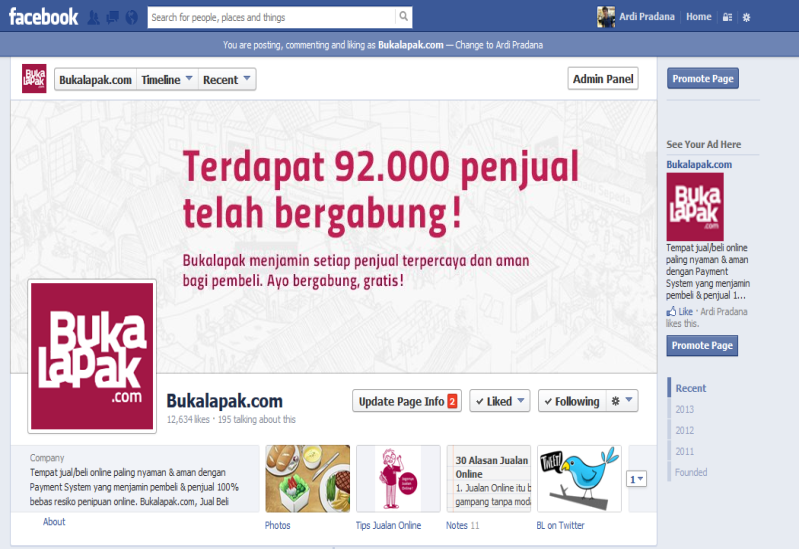 facebook
Search for people, places and things
Ardi Pradana
Home
You are posting, commenting and liking as Bukalapak.com — Change to Ardi Pradana
BukaLapak
Bukalapak.com
Timeline
Recent
Admin Panel
Promote Page
Terdapat 92.000 penjual
telah bergabung!
Bukalapak menjamin setiap penjual terpercaya dan aman
bagi pembeli. Ayo bergabung, gratis!
See Your Ad Here
Bukalapak.com
Buka
Lapak
.com
Tempat jual/beli online
paling nyaman & aman
dengan Payment
System yang menjamin
pembeli & penjual 1...
Like · Ardi Pradana
likes this.
Promote Page
Buka
Lapak
.com
Bukalapak.com
12,634 likes · 195 talking about this
Update Page Info 2
Liked
Following
Recent
2013
2012
2011
Founded
Company
Tempat jual/beli online paling nyaman & aman dengan
Payment System yang menjamin pembeli & penjual 100%
bebas resiko penipuan online. Bukalapak.com, Jual Beli
About
Photos
Tips Jualan Online
30 Alasan Jualan
Online
1. Jualan Online itu b
gampang tanpa moda
Notes 11
TWEET!
BL on Twitter
1